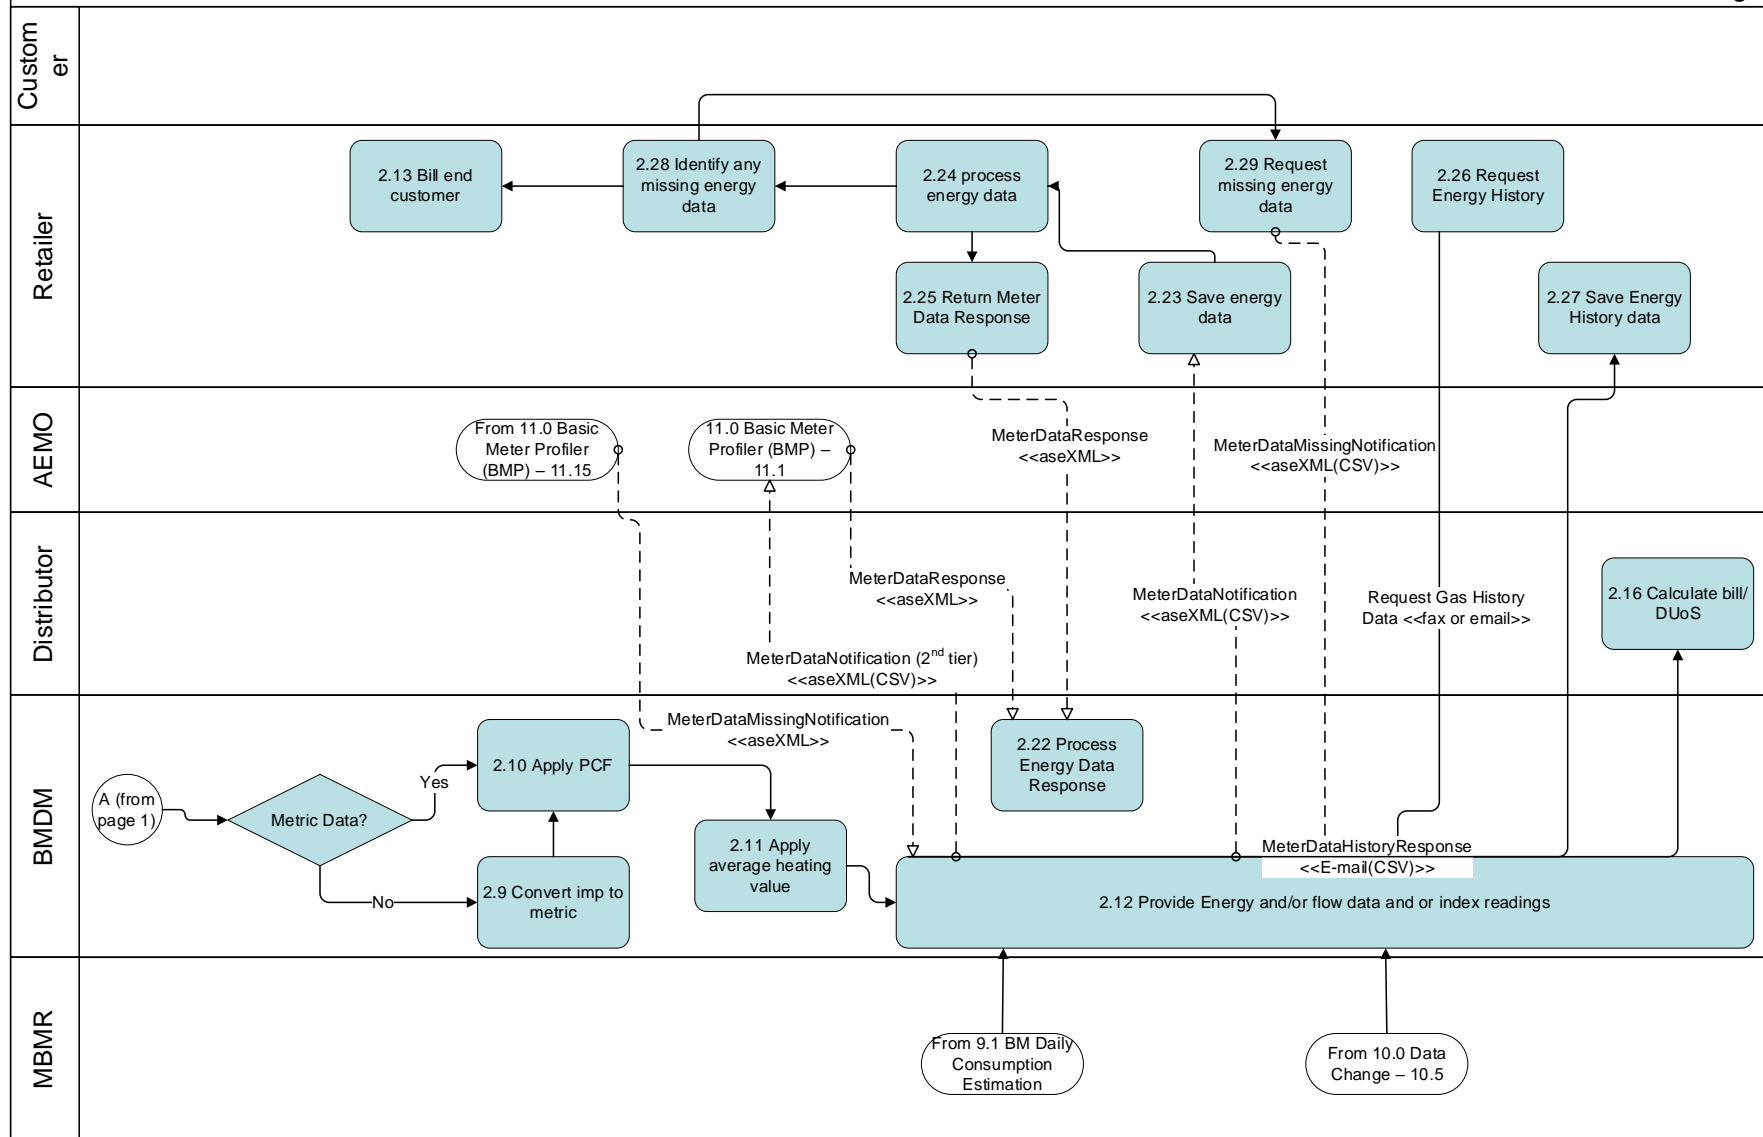 Custom
er
Retailer
2.13 Bill end
customer
2.28 Identify any
missing energy
data
2.24 process
energy data
2.29 Request
missing energy
data
2.26 Request
Energy History
2.25 Return Meter
Data Response
2.23 Save energy
data
2.27 Save Energy
History data
AEMO
From 11.0 Basic
Meter Profiler
(BMP) – 11.15
11.0 Basic Meter
Profiler (BMP) –
11.1
MeterDataResponse
<<aseXML>>
MeterDataMissingNotification
<<aseXML(CSV)>>
Distributor
MeterDataResponse
<<aseXML>>
MeterDataNotification
<<aseXML(CSV)>>
Request Gas History
Data <<fax or email>>
2.16 Calculate bill/
DUoS
MeterDataNotification (2nd tier)
<<aseXML(CSV)>>
BMDM
MeterDataMissingNotification
<<aseXML>>
A (from
page 1)
Metric Data?
Yes
No
2.10 Apply PCF
2.9 Convert imp to
metric
2.11 Apply
average heating
value
2.22 Process
Energy Data
Response
MeterDataHistoryResponse
<<E-mail(CSV)>>
2.12 Provide Energy and/or flow data and or index readings
MBMR
From 9.1 BM Daily
Consumption
Estimation
From 10.0 Data
Change – 10.5